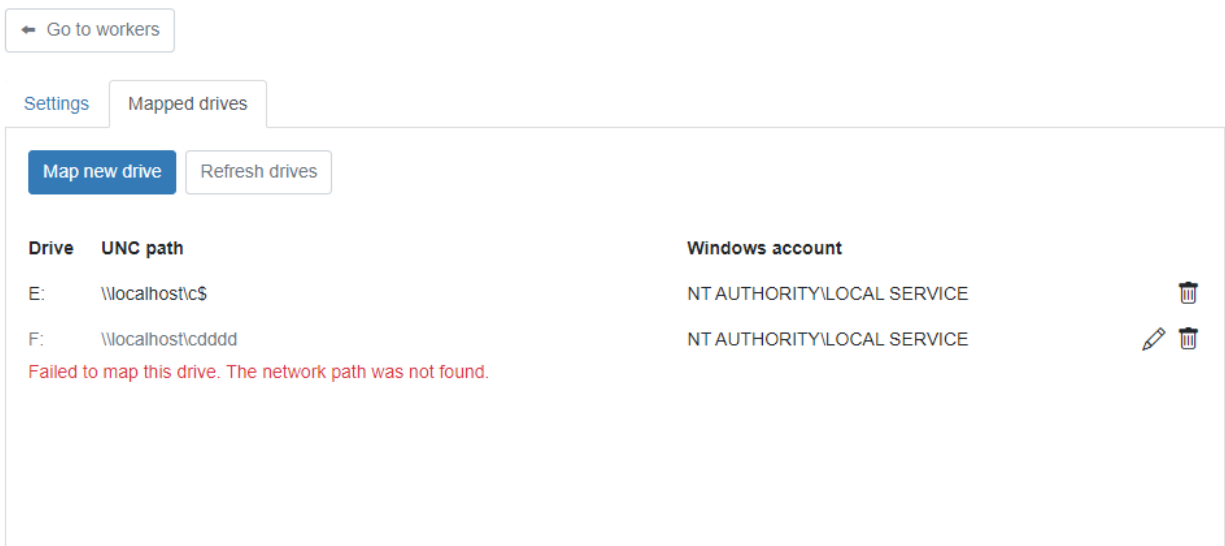 Go to workers
Settings Mapped drives
Map new drive Refresh drives
Drive UNC path Windows account
E: \\localhost\c$ NT AUTHORITY\LOCAL SERVICE
F: \\localhost\cdddd NT AUTHORITY\LOCAL SERVICE
Failed to map this drive. The network path was not found.